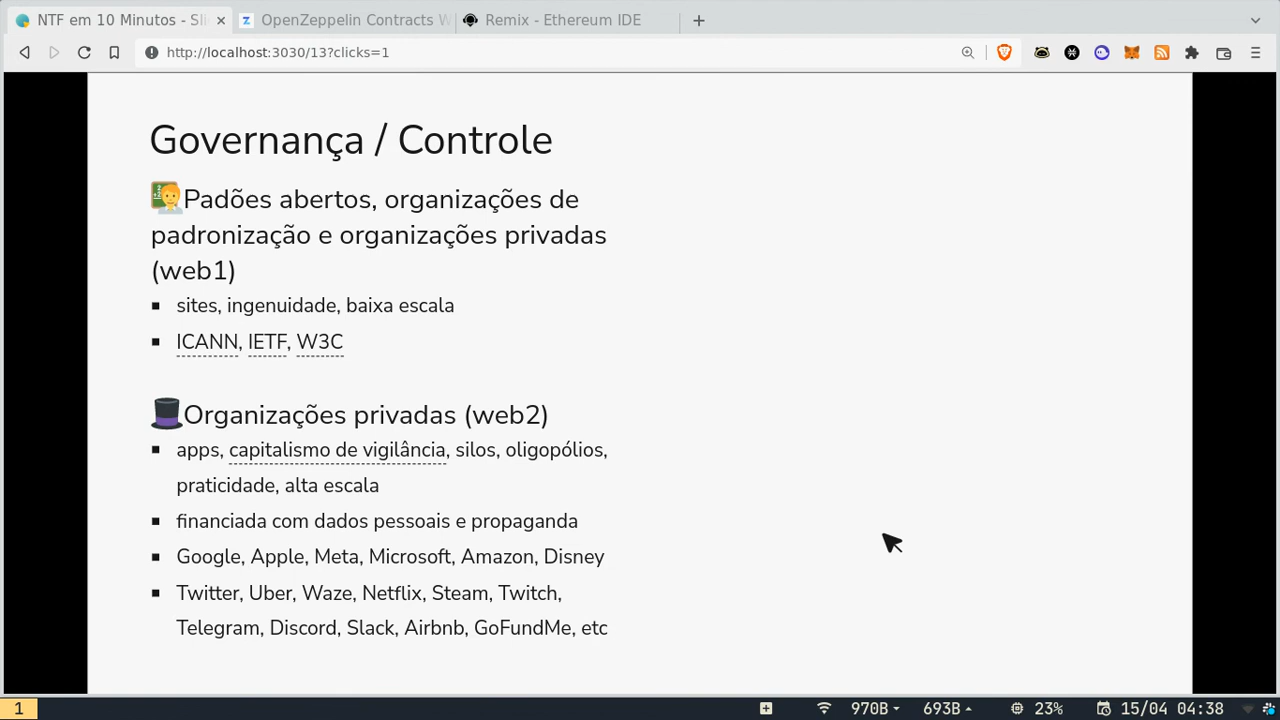 NTF em 10 Minutos - Sli
OpenZeppelin Contracts W
Remix - Ethereum IDE
http://localhost:3030/13?clicks=1
Governança / Controle
Padões abertos, organizações de
padronização e organizações privadas
(web1)
sites, ingenuidade, baixa escala
ICANN, IETF, W3C
Organizações privadas (web2)
apps, capitalismo de vigilância, silos, oligopólios,
praticidade, alta escala
financiada com dados pessoais e propaganda
Google, Apple, Meta, Microsoft, Amazon, Disney
Twitter, Uber, Waze, Netflix, Steam, Twitch,
Telegram, Discord, Slack, Airbnb, GoFundMe, etc
1
970B
693B
23%
15/04 04:38